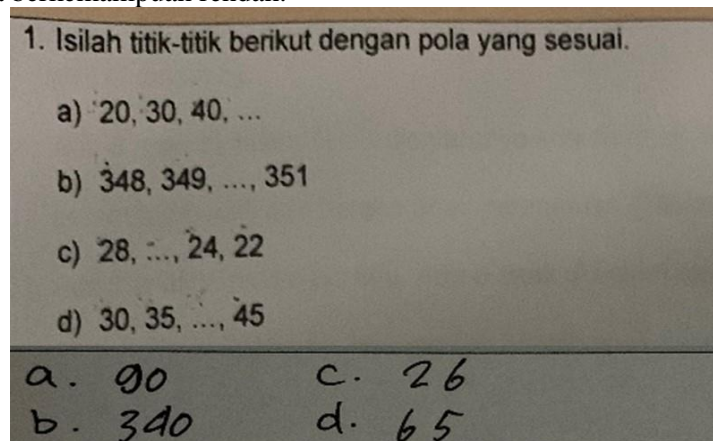 1. Isilah titik-titik berikut dengan pola yang sesuai.
a) 20, 30, 40, ...
b) 348, 349, ..., 351
c) 28, ..., 24, 22
d) 30, 35, ..., 45
a. 90 c. 26
b. 340 d. 65